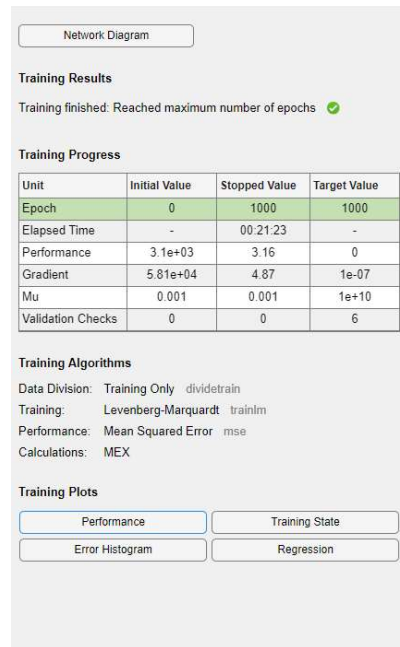 Network Diagram
Training Results
Training finished: Reached maximum number of epochs
Training Progress
Unit Initial Value Stopped Value Target Value
Epoch 0 1000 1000
Elapsed Time - 00:21:23 -
Performance 3.1e+03 3.16 0
Gradient 5.81e+04 4.87 1e-07
Mu 0.001 0.001 1e+10
Validation Checks 0 0 6
Training Algorithms
Data Division: Training Only dividetrain
Training: Levenberg-Marquardt trainlm
Performance: Mean Squared Error mse
Calculations: MEX
Training Plots
Performance Training State
Error Histogram Regression